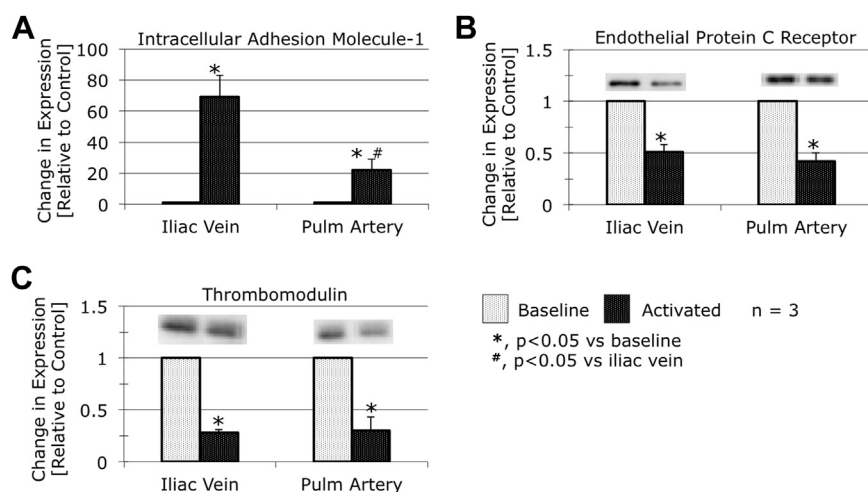 A
Intracellular Adhesion Molecule-1
Change in Expression
[Relative to Control]
100
80
60
40
20
0
*
* #
Iliac Vein
Pulm Artery
B
Endothelial Protein C Receptor
Change in Expression
[Relative to Control]
1.5
1
0.5
0
*
*
Iliac Vein
Pulm Artery
C
Thrombomodulin
Change in Expression
[Relative to Control]
1.5
1
0.5
0
*
*
Iliac Vein
Pulm Artery
Baseline Activated n = 3
*, p<0.05 vs baseline
#, p<0.05 vs iliac vein